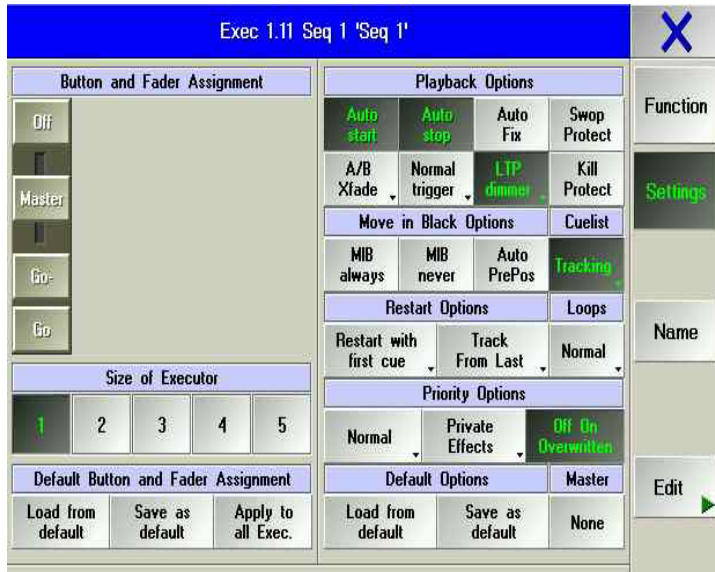 Exec 1.11 Seq 1 'Seq 1'
X
Button and Fader Assignment
Off
Master
Go-
Go
Size of Executor
1 2 3 4 5
Default Button and Fader Assignment
Load from
default
Save as
default
Apply to
all Exec.
Playback Options
Auto
start
Auto
stop
Auto
Fix
Swop
Protect
A/B
Xfade
Normal
trigger
LTP
dimmer
Kill
Protect
Move in Black Options
Cuelist
MIB
always
MIB
never
Auto
PrePos
Tracking
Restart Options
Loops
Restart with
first cue
Track
From Last
Normal
Priority Options
Normal
Private
Effects
Off On
Overwritten
Default Options
Master
Load from
default
Save as
default
None
Function
Settings
Name
Edit